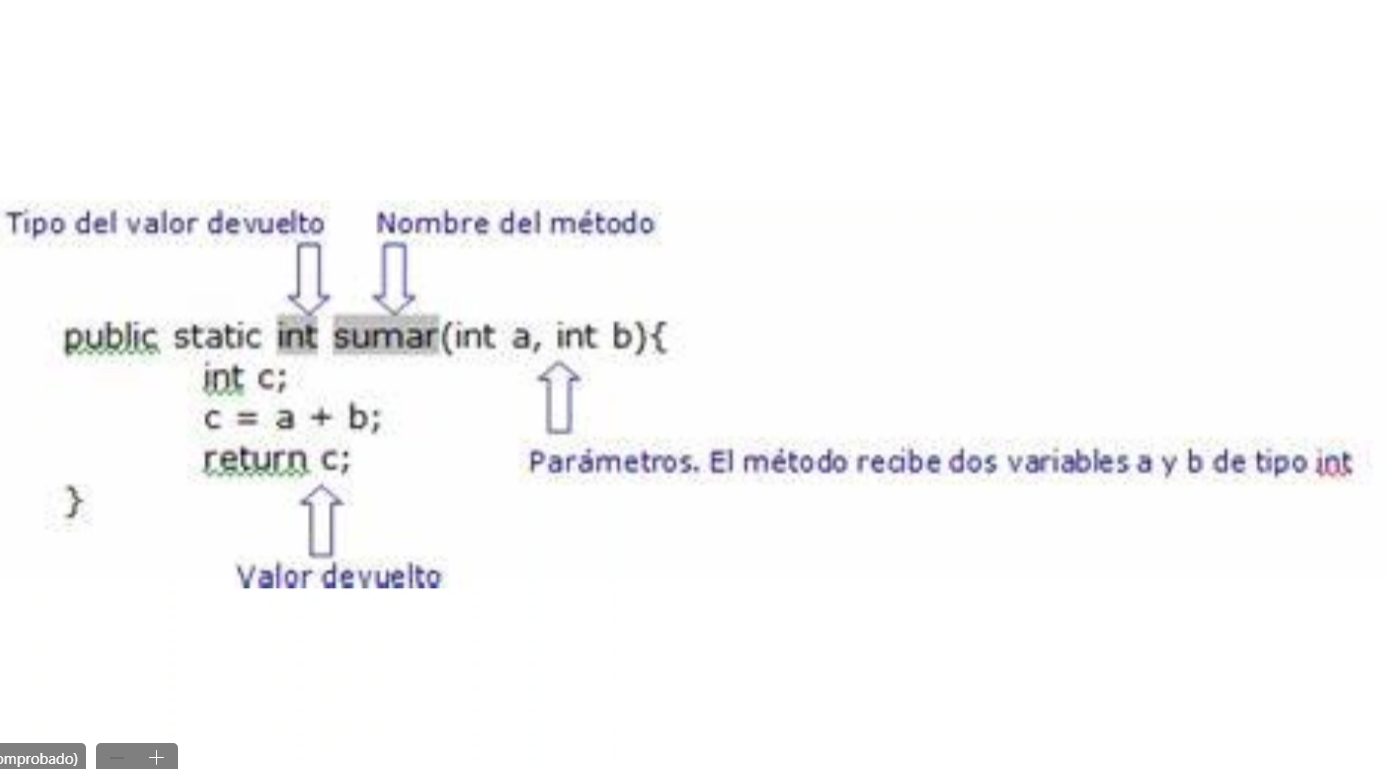 Tipo del valor devuelto Nombre del método
public static int sumar(int a, int b){
int c;
c = a + b;
return c;
Parámetros. El método recibe dos variables a y b de tipo int
}
Valor devuelto
omprobado)